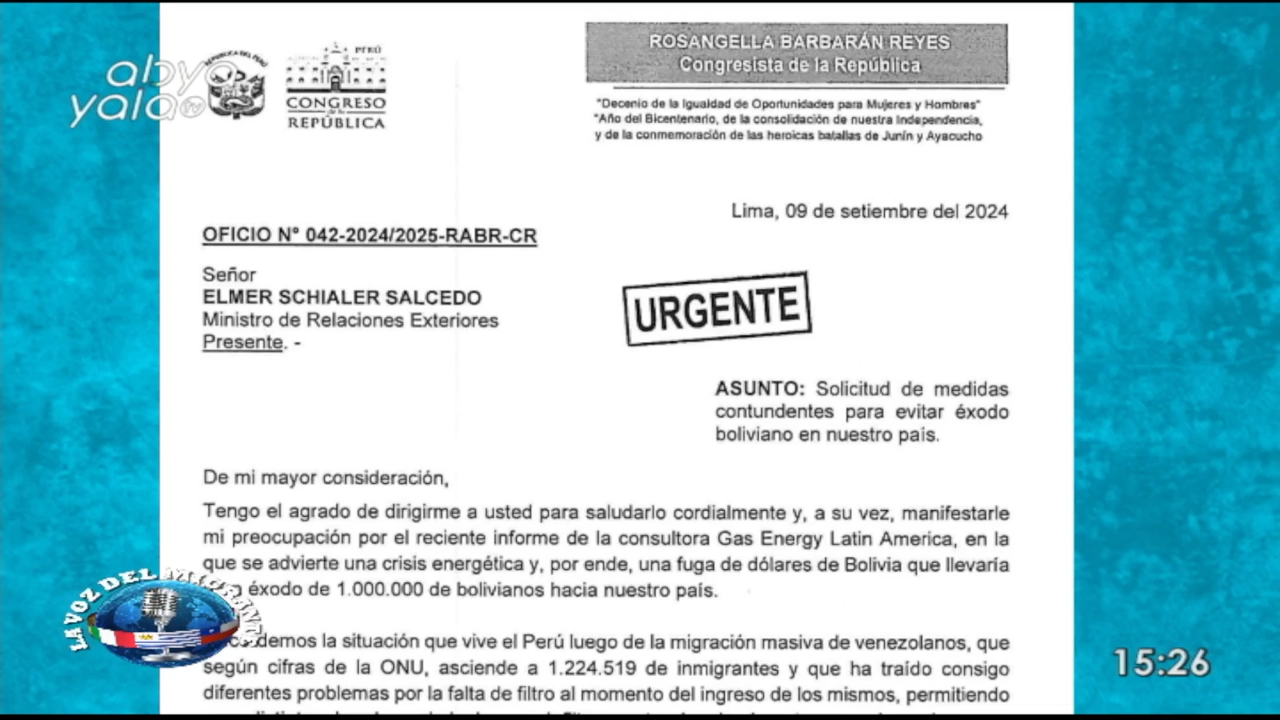 abya
yala tv
REPUBLICA DEL PERÚ
PERÚ
CONGRESO
de la
REPÚBLICA
ROSANGELLA BARBARÁN REYES
Congresista de la República
"Decenio de la Igualdad de Oportunidades para Mujeres y Hombres"
"Año del Bicentenario, de la consolidación de nuestra Independencia,
y de la conmemoración de las heroicas batallas de Junín y Ayacucho
Lima, 09 de setiembre del 2024
OFICIO N° 042-2024/2025-RABR-CR
Señor
ELMER SCHIALER SALCEDO
Ministro de Relaciones Exteriores
Presente. -
URGENTE
ASUNTO: Solicitud de medidas
contundentes para evitar éxodo
boliviano en nuestro país.
De mi mayor consideración,
Tengo el agrado de dirigirme a usted para saludarlo cordialmente y, a su vez, manifestarle
mi preocupación por el reciente informe de la consultora Gas Energy Latin America, en la
que se advierte una crisis energética y, por ende, una fuga de dólares de Bolivia que llevaría
éxodo de 1.000.000 de bolivianos hacia nuestro país.
demos la situación que vive el Perú luego de la migración masiva de venezolanos, que
según cifras de la ONU, asciende a 1.224.519 de inmigrantes y que ha traído consigo
diferentes problemas por la falta de filtro al momento del ingreso de los mismos, permitiendo
LA VOZ DEL MIGRANTE
15:26